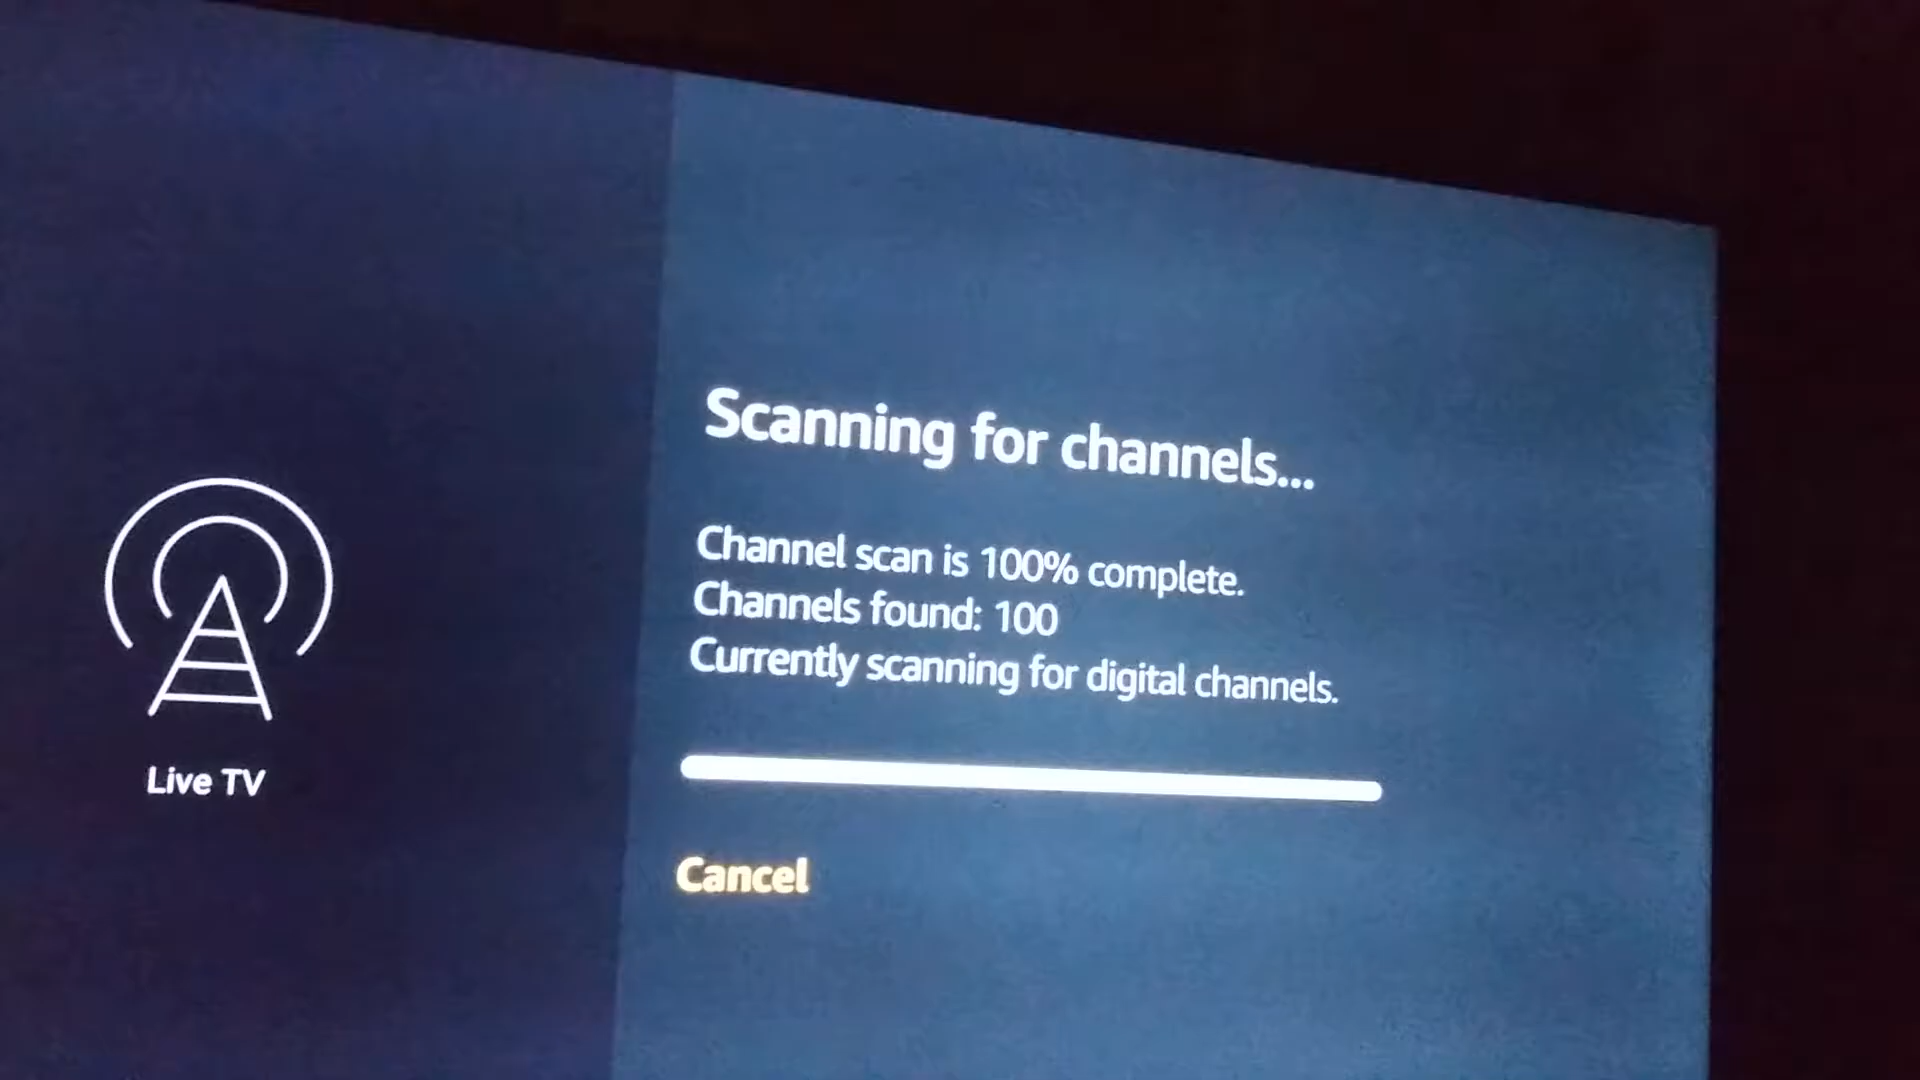 Scanning for channels...
Channel scan is 100% complete.
Channels found: 100
Currently scanning for digital channels.
Live TV
Cancel